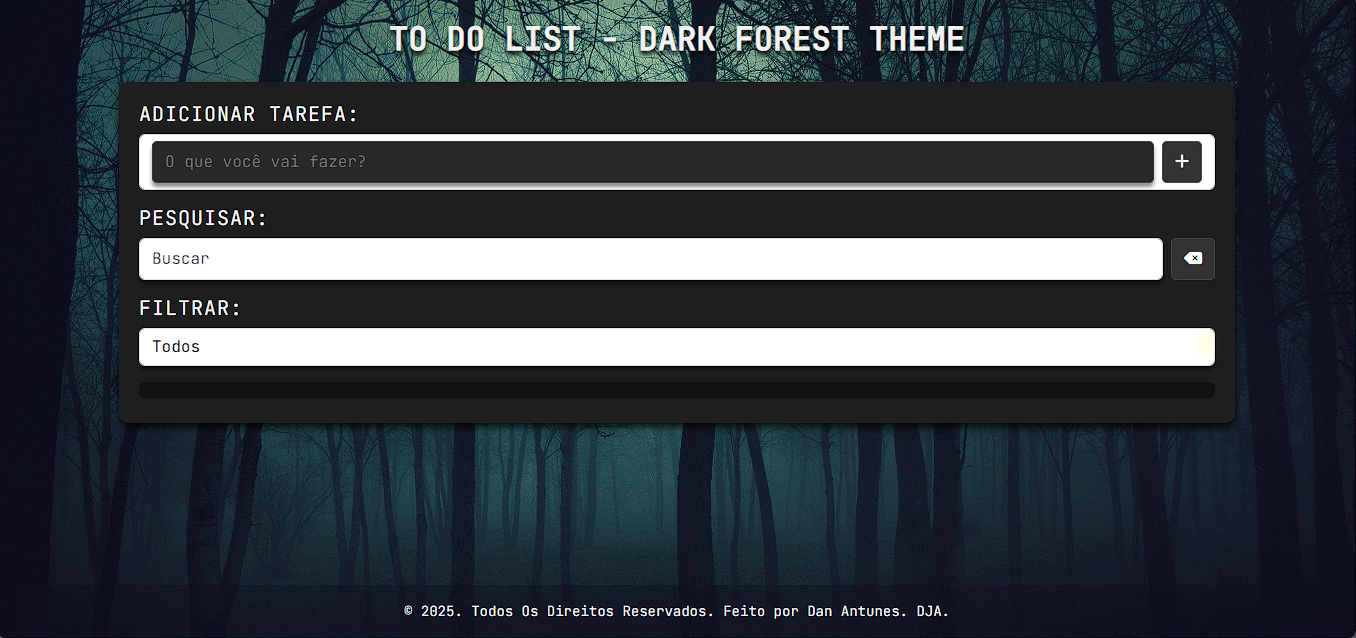 TO DO LIST - DARK FOREST THEME
ADICIONAR TAREFA:
O que você vai fazer?
+
PESQUISAR:
Buscar
FILTRAR:
Todos
© 2025. Todos Os Direitos Reservados. Feito por Dan Antunes. DJA.